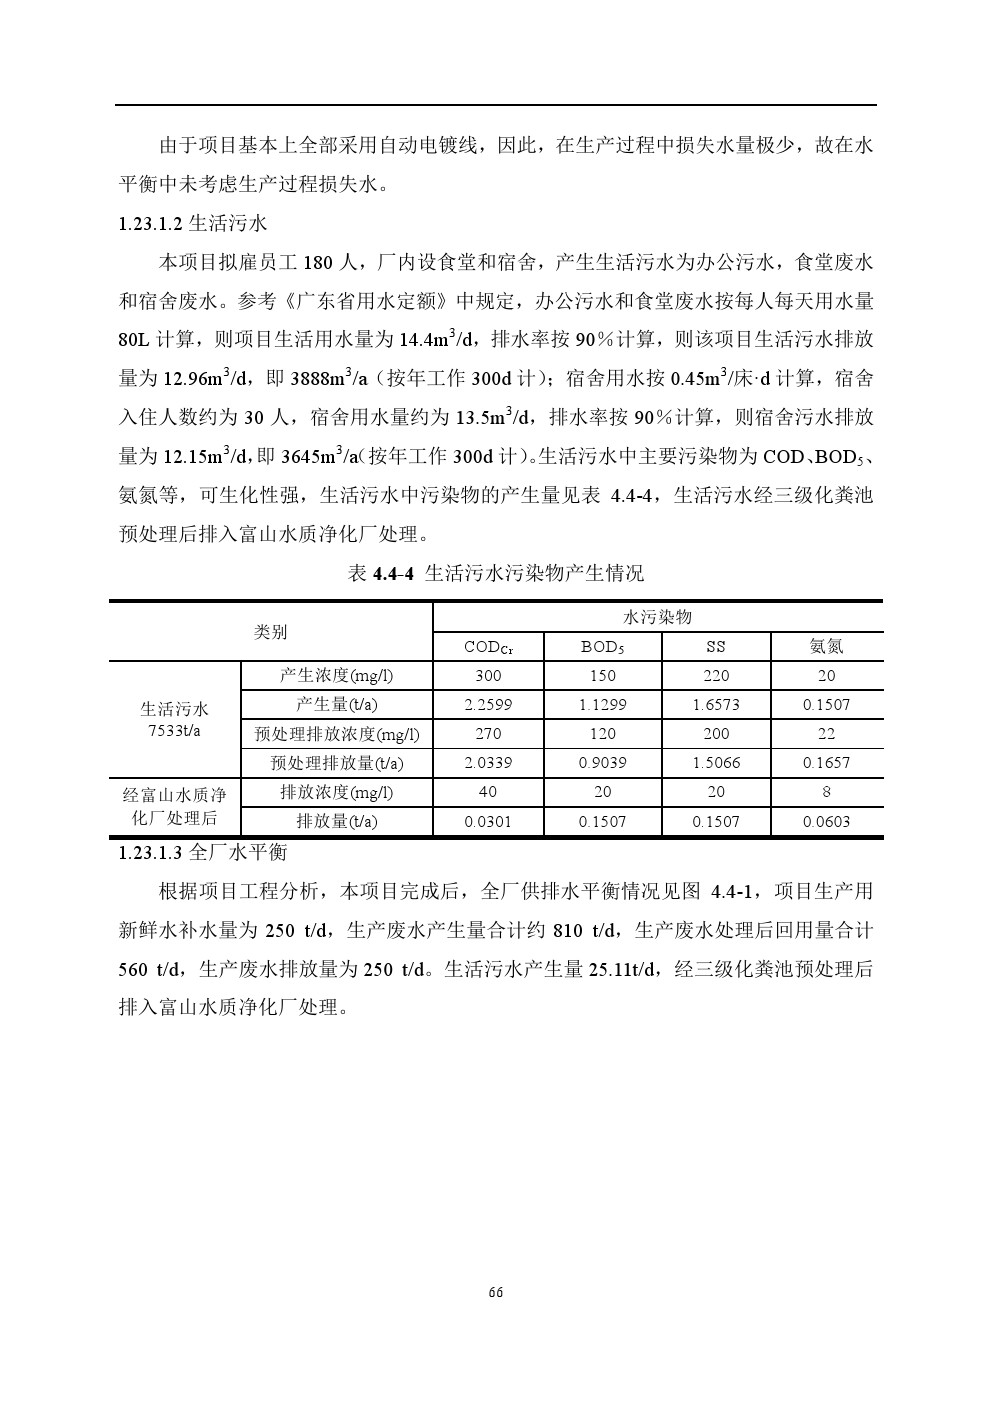 由于项目基本上全部采用自动电镀线，因此，在生产过程中损失水量极少，故在水
平衡中未考虑生产过程损失水。
1.23.1.2 生活污水
本项目拟雇员工 180 人，厂内设食堂和宿舍，产生生活污水为办公污水，食堂废水
和宿舍废水。参考《广东省用水定额》中规定，办公污水和食堂废水按每人每天用水量
80L 计算，则项目生活用水量为 14.4m³/d，排水率按 90％计算，则该项目生活污水排放
量为 12.96m³/d，即 3888m³/a（按年工作 300d 计）；宿舍用水按 0.45m³/床·d 计算，宿舍
入住人数约为 30 人，宿舍用水量约为 13.5m³/d，排水率按 90％计算，则宿舍污水排放
量为 12.15m³/d，即 3645m³/a（按年工作 300d 计）。生活污水中主要污染物为 COD、BOD₅、
氨氮等，可生化性强，生活污水中污染物的产生量见表 4.4-4，生活污水经三级化粪池
预处理后排入富山水质净化厂处理。
表 4.4-4 生活污水污染物产生情况
类别 水污染物
CODCr BOD₅ SS 氨氮
生活污水 7533t/a 产生浓度(mg/l) 300 150 220 20
产生量(t/a) 2.2599 1.1299 1.6573 0.1507
预处理排放浓度(mg/l) 270 120 200 22
预处理排放量(t/a) 2.0339 0.9039 1.5066 0.1657
经富山水质净化厂处理后 排放浓度(mg/l) 40 20 20 8
排放量(t/a) 0.0301 0.1507 0.1507 0.0603
1.23.1.3 全厂水平衡
根据项目工程分析，本项目完成后，全厂供排水平衡情况见图 4.4-1，项目生产用
新鲜水补水量为 250 t/d，生产废水产生量合计约 810 t/d，生产废水处理后回用量合计
560 t/d，生产废水排放量为 250 t/d。生活污水产生量 25.11t/d，经三级化粪池预处理后
排入富山水质净化厂处理。
66